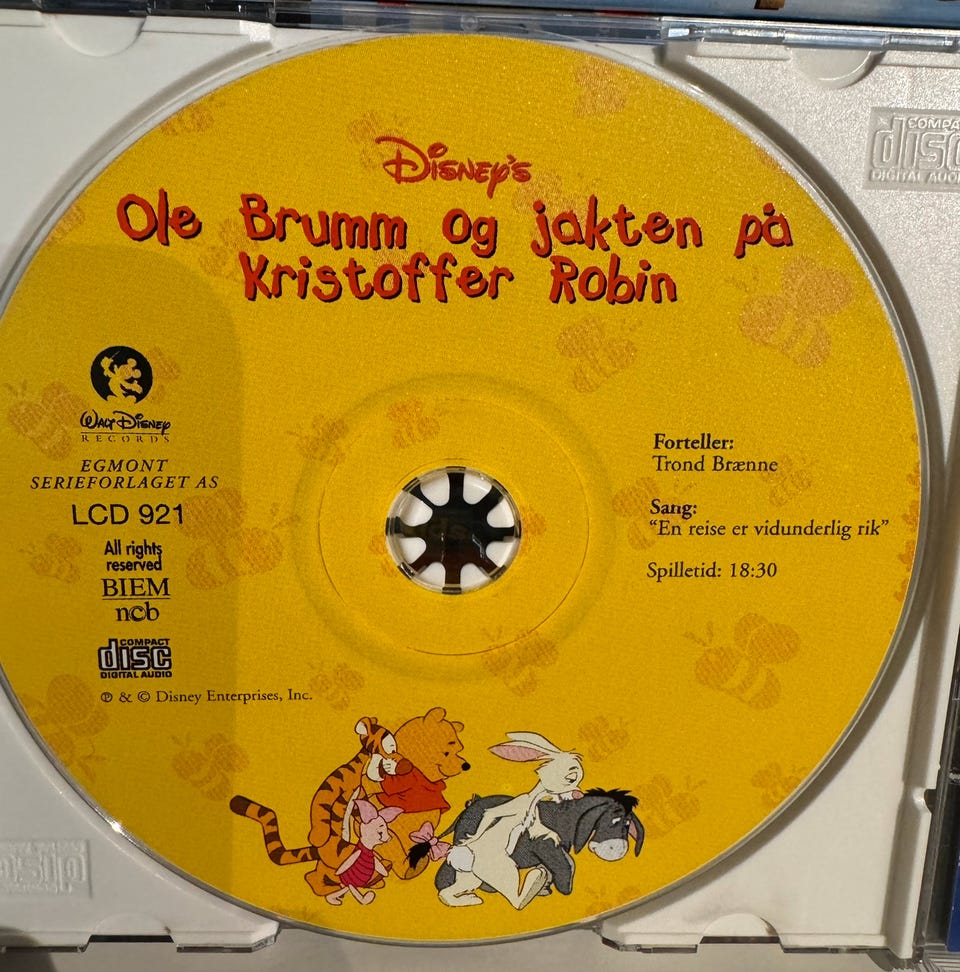 Disney's
Ole Brumm og jakten på
Kristoffer Robin
WALT DISNEY
RECORDS
EGMONT
SERIEFORLAGET AS
LCD 921
All rights
reserved
BIEM
ncb
COMPACT
disc
DIGITAL AUDIO
℗ & © Disney Enterprises, Inc.
Forteller:
Trond Brænne
Sang:
“En reise er vidunderlig rik”
Spilletid: 18:30
disc
DIGITAL